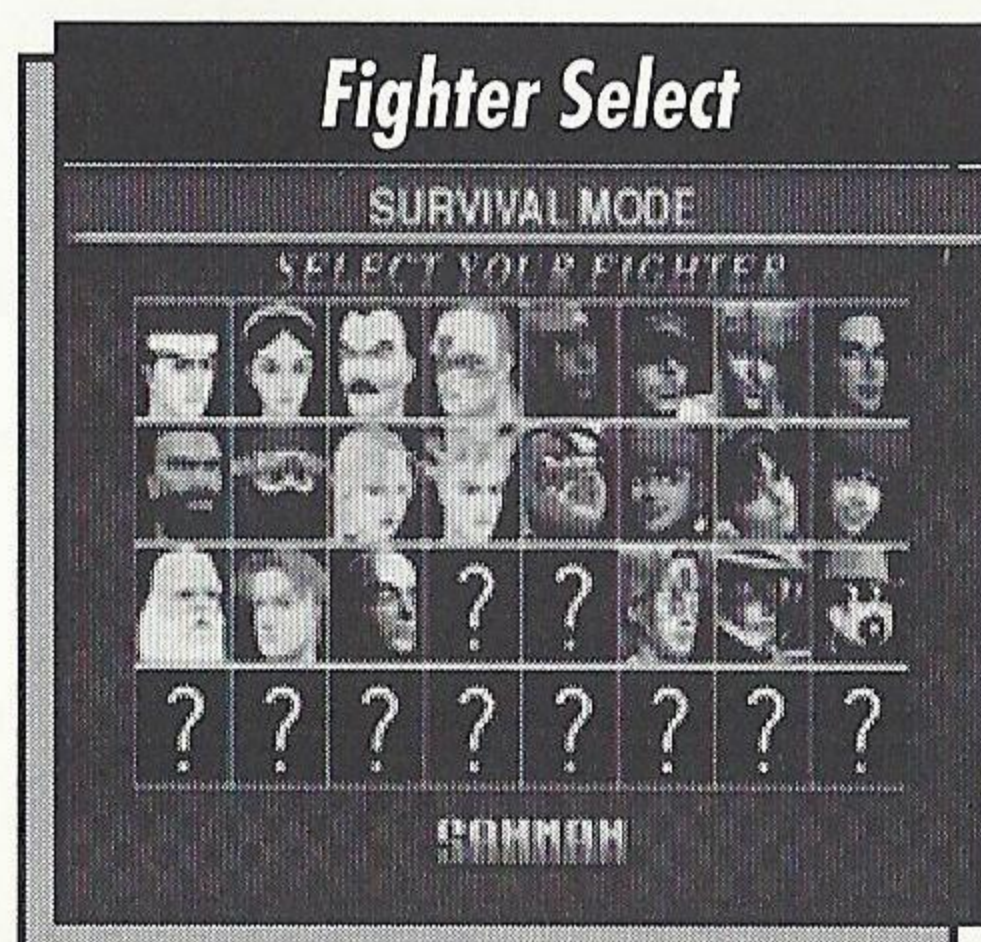 Fighter Select
SURVIVAL MODE
SELECT YOUR FIGHTER
? ?
? ? ? ? ? ? ? ?
SANMAN